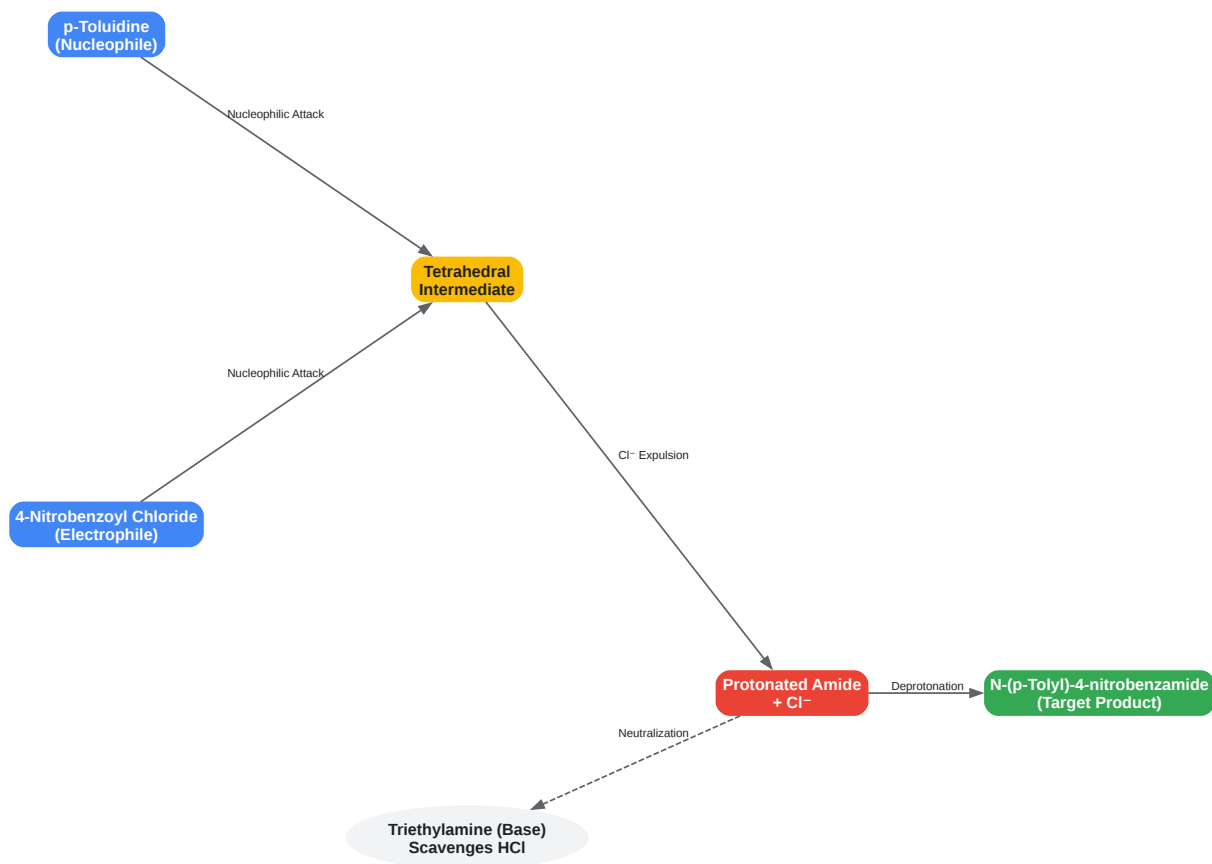 p-Toluidine
(Nucleophile)
Nucleophilic Attack
Tetrahedral
Intermediate
Nucleophilic Attack
Cl⁻ Expulsion
4-Nitrobenzoyl Chloride
(Electrophile)
Protonated Amide
+ Cl⁻
Deprotonation
N-(p-Tolyl)-4-nitrobenzamide
(Target Product)
Neutralization
Triethylamine (Base)
Scavenges HCl